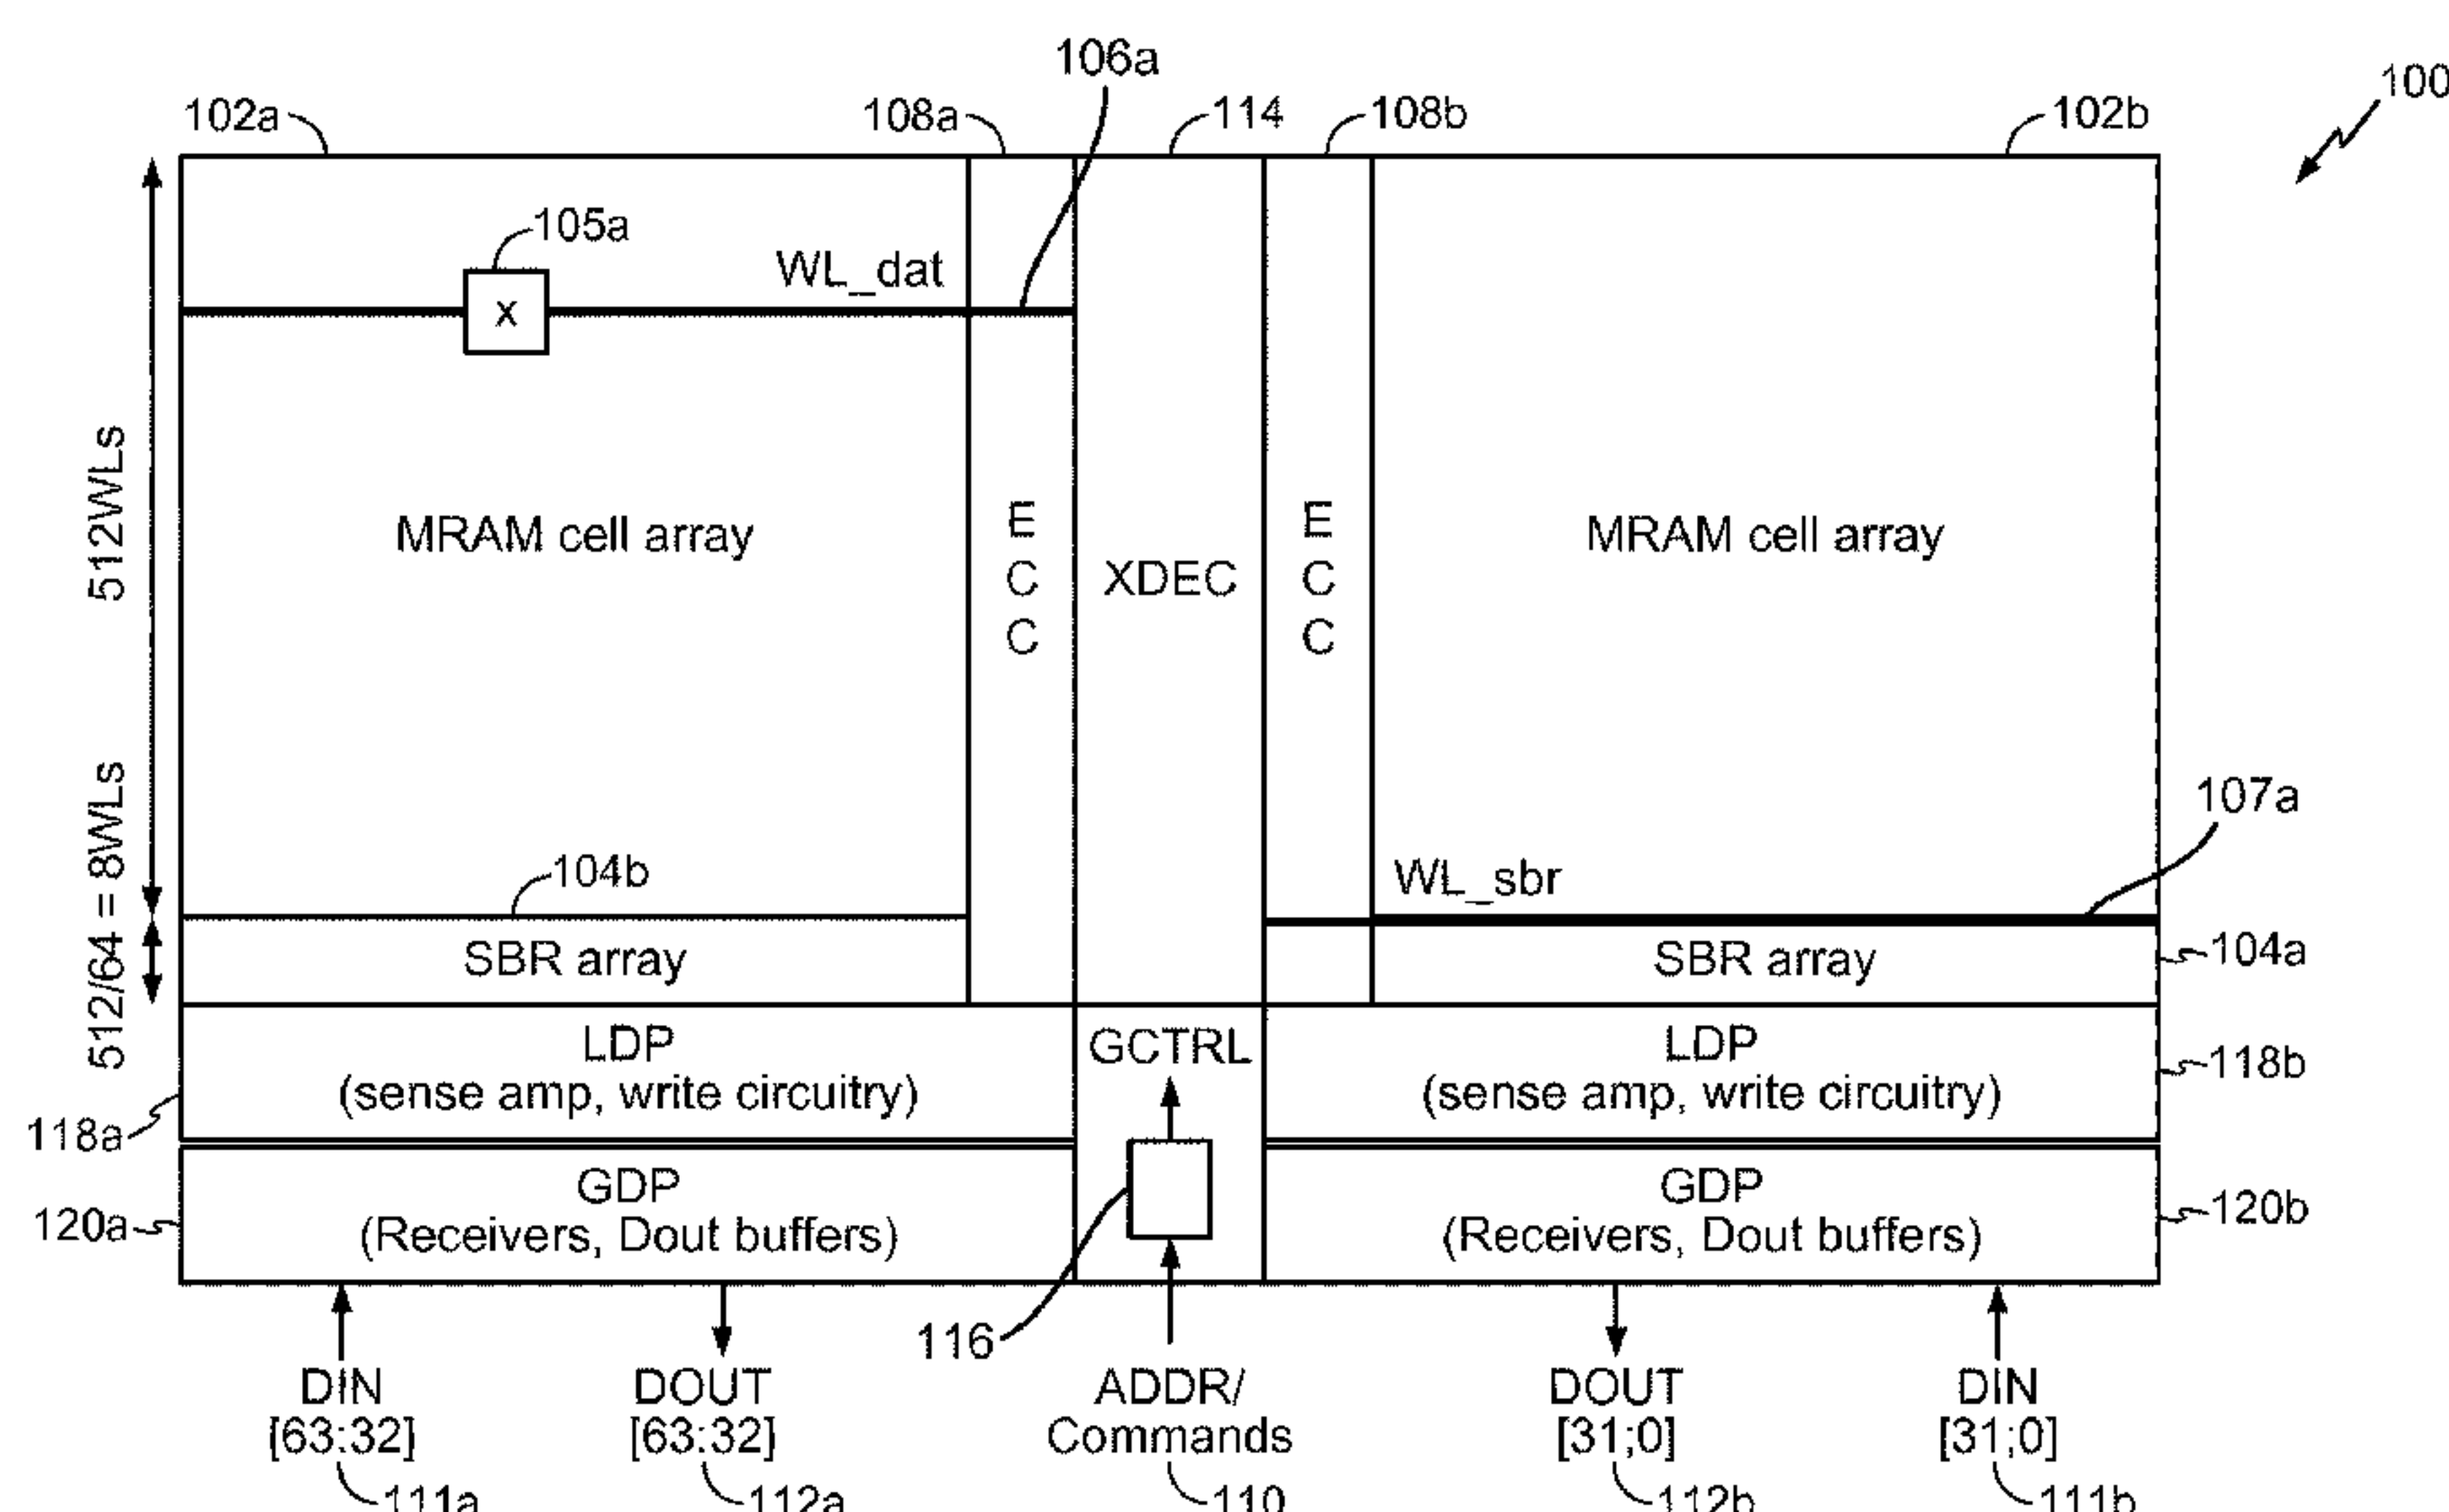 106a
100
102a
108a
114
108b
102b
105a
WL_dat
x
512WLs
MRAM cell array
E
C
C
XDEC
E
C
C
MRAM cell array
107a
104b
WL_sbr
512/64 = 8WLs
SBR array
SBR array
104a
LDP
(sense amp, write circuitry)
GCTRL
LDP
(sense amp, write circuitry)
118b
118a
GDP
(Receivers, Dout buffers)
GDP
(Receivers, Dout buffers)
120a
120b
116
DIN
[63:32]
DOUT
[63:32]
ADDR/
Commands
DOUT
[31;0]
DIN
[31;0]
111a
112a
110
112b
111b